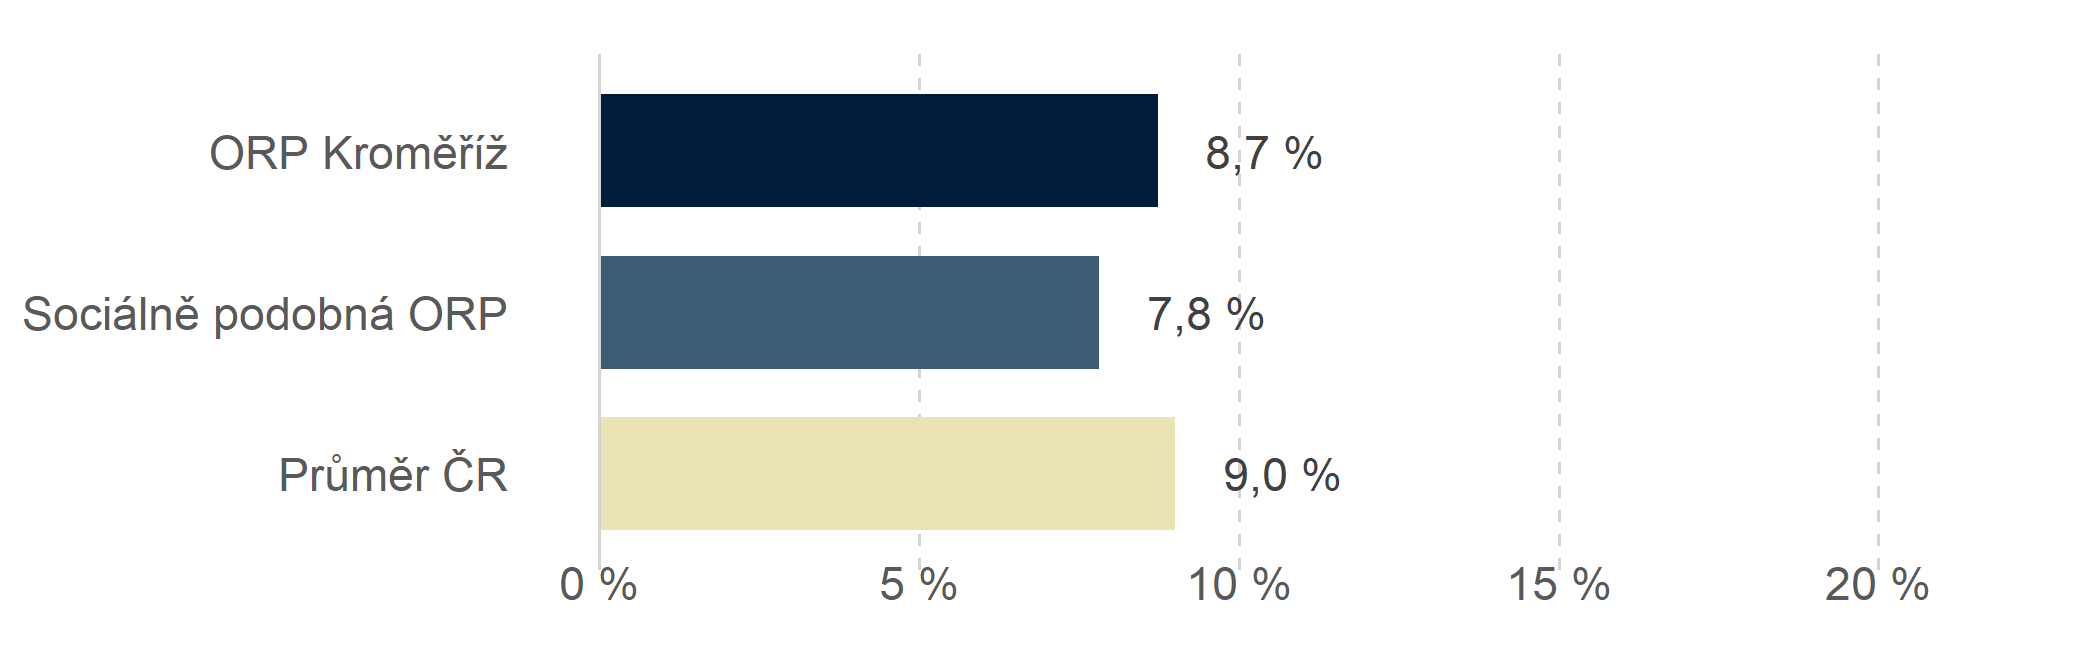 ORP Kroměříž
8,7 %
Sociálně podobná ORP
7,8 %
Průměr ČR
9,0 %
0 %
5 %
10 %
15 %
20 %